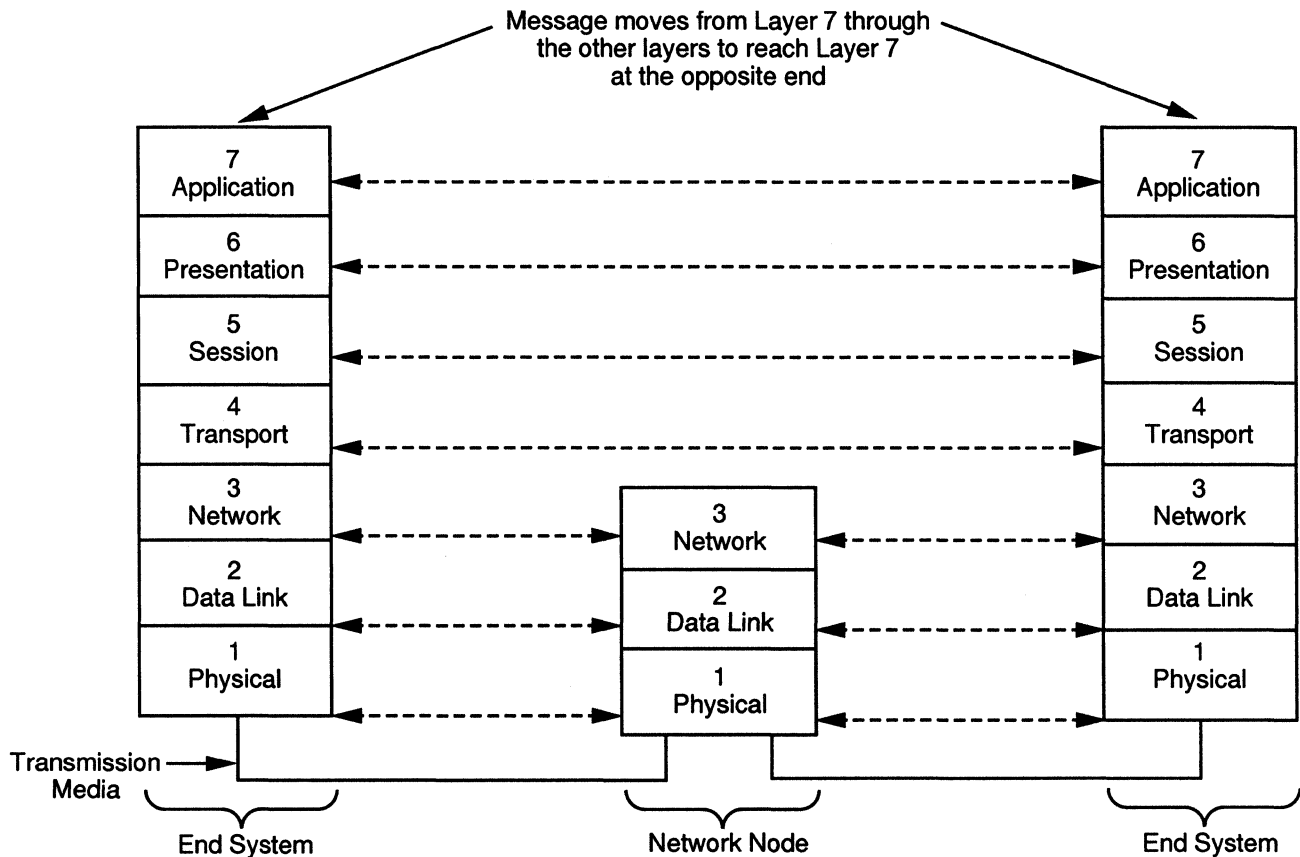 Message moves from Layer 7 through
the other layers to reach Layer 7
at the opposite end
7
Application
6
Presentation
5
Session
4
Transport
3
Network
2
Data Link
1
Physical
3
Network
2
Data Link
1
Physical
7
Application
6
Presentation
5
Session
4
Transport
3
Network
2
Data Link
1
Physical
Transmission
Media
End System
Network Node
End System